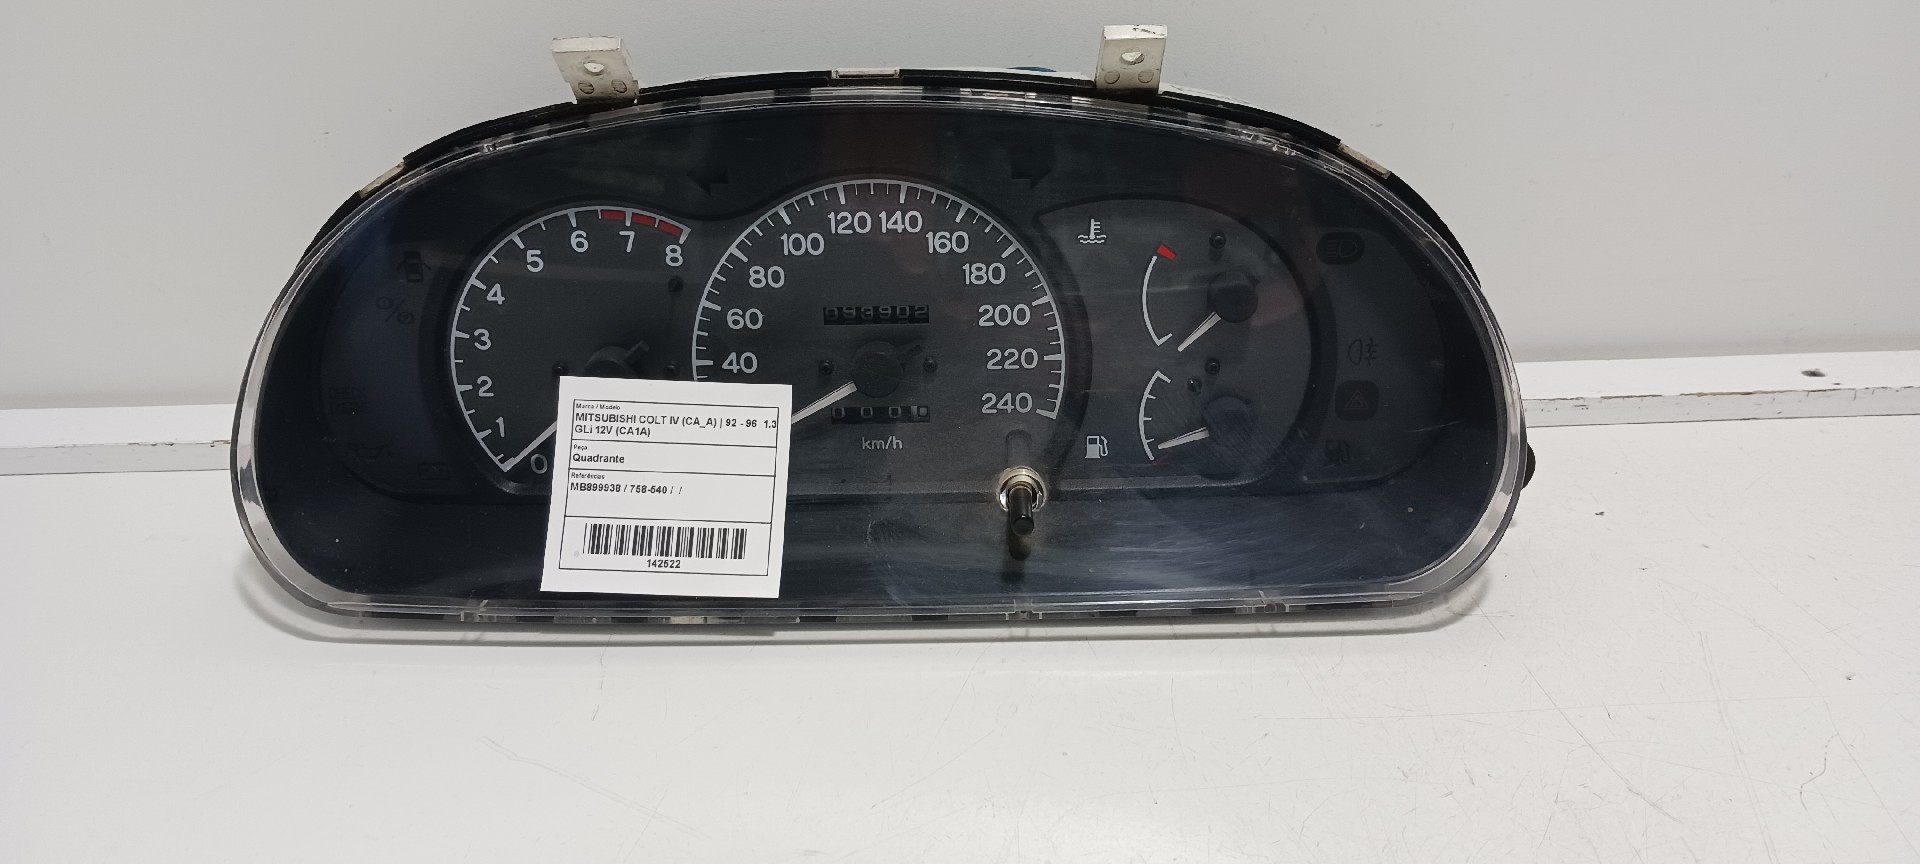 1
2
3
4
5
6
7
8
0
40
60
80
100
120
140
160
180
200
220
240
093902
km/h
Marca / Modelo
MITSUBISHI COLT IV (CA_A) | 92 - 96 1.3
GLi 12V (CA1A)
Peça
Quadrante
Referências
MB899938 / 758-540 / /
142522